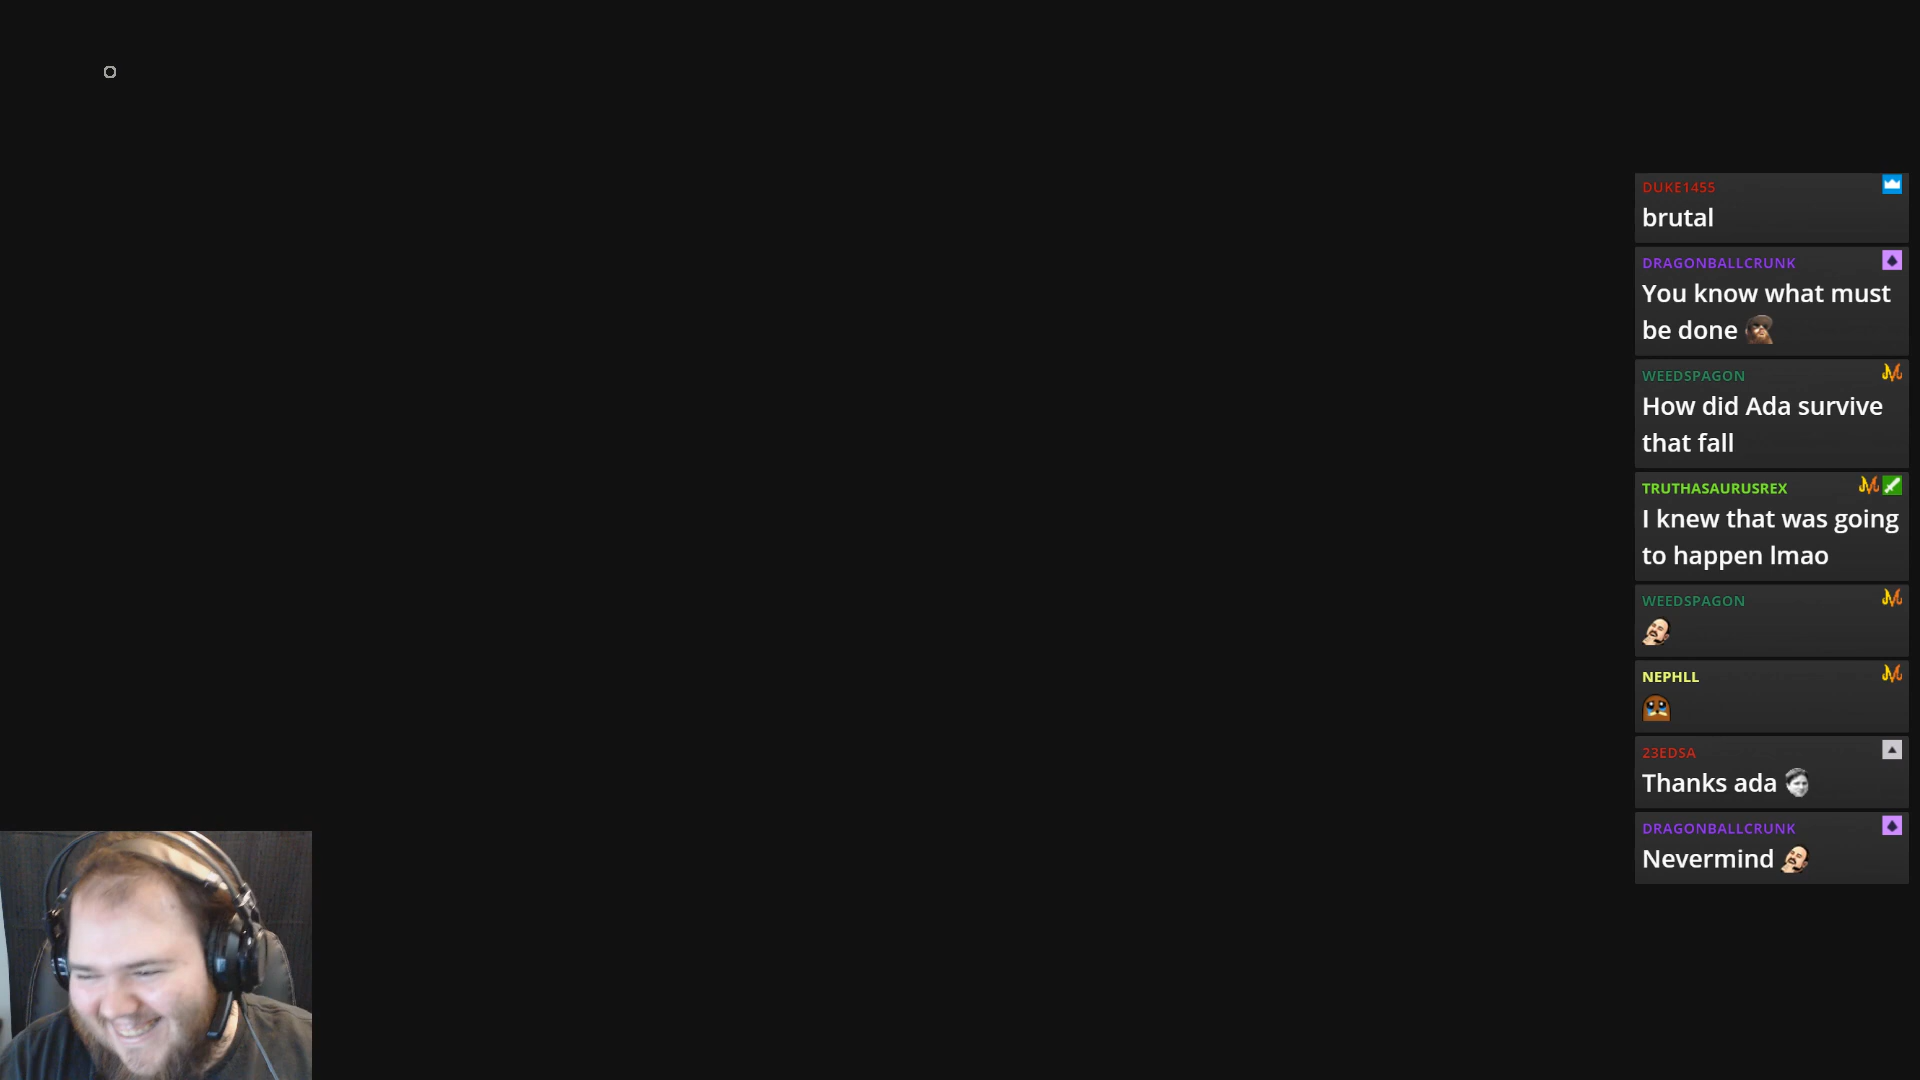 DUKE1455
brutal
DRAGONBALLCRUNK
You know what must
be done
WEEDSPAGON
How did Ada survive
that fall
TRUTHASAURUSREX
I knew that was going
to happen lmao
WEEDSPAGON
NEPHLL
23EDSA
Thanks ada
DRAGONBALLCRUNK
Nevermind